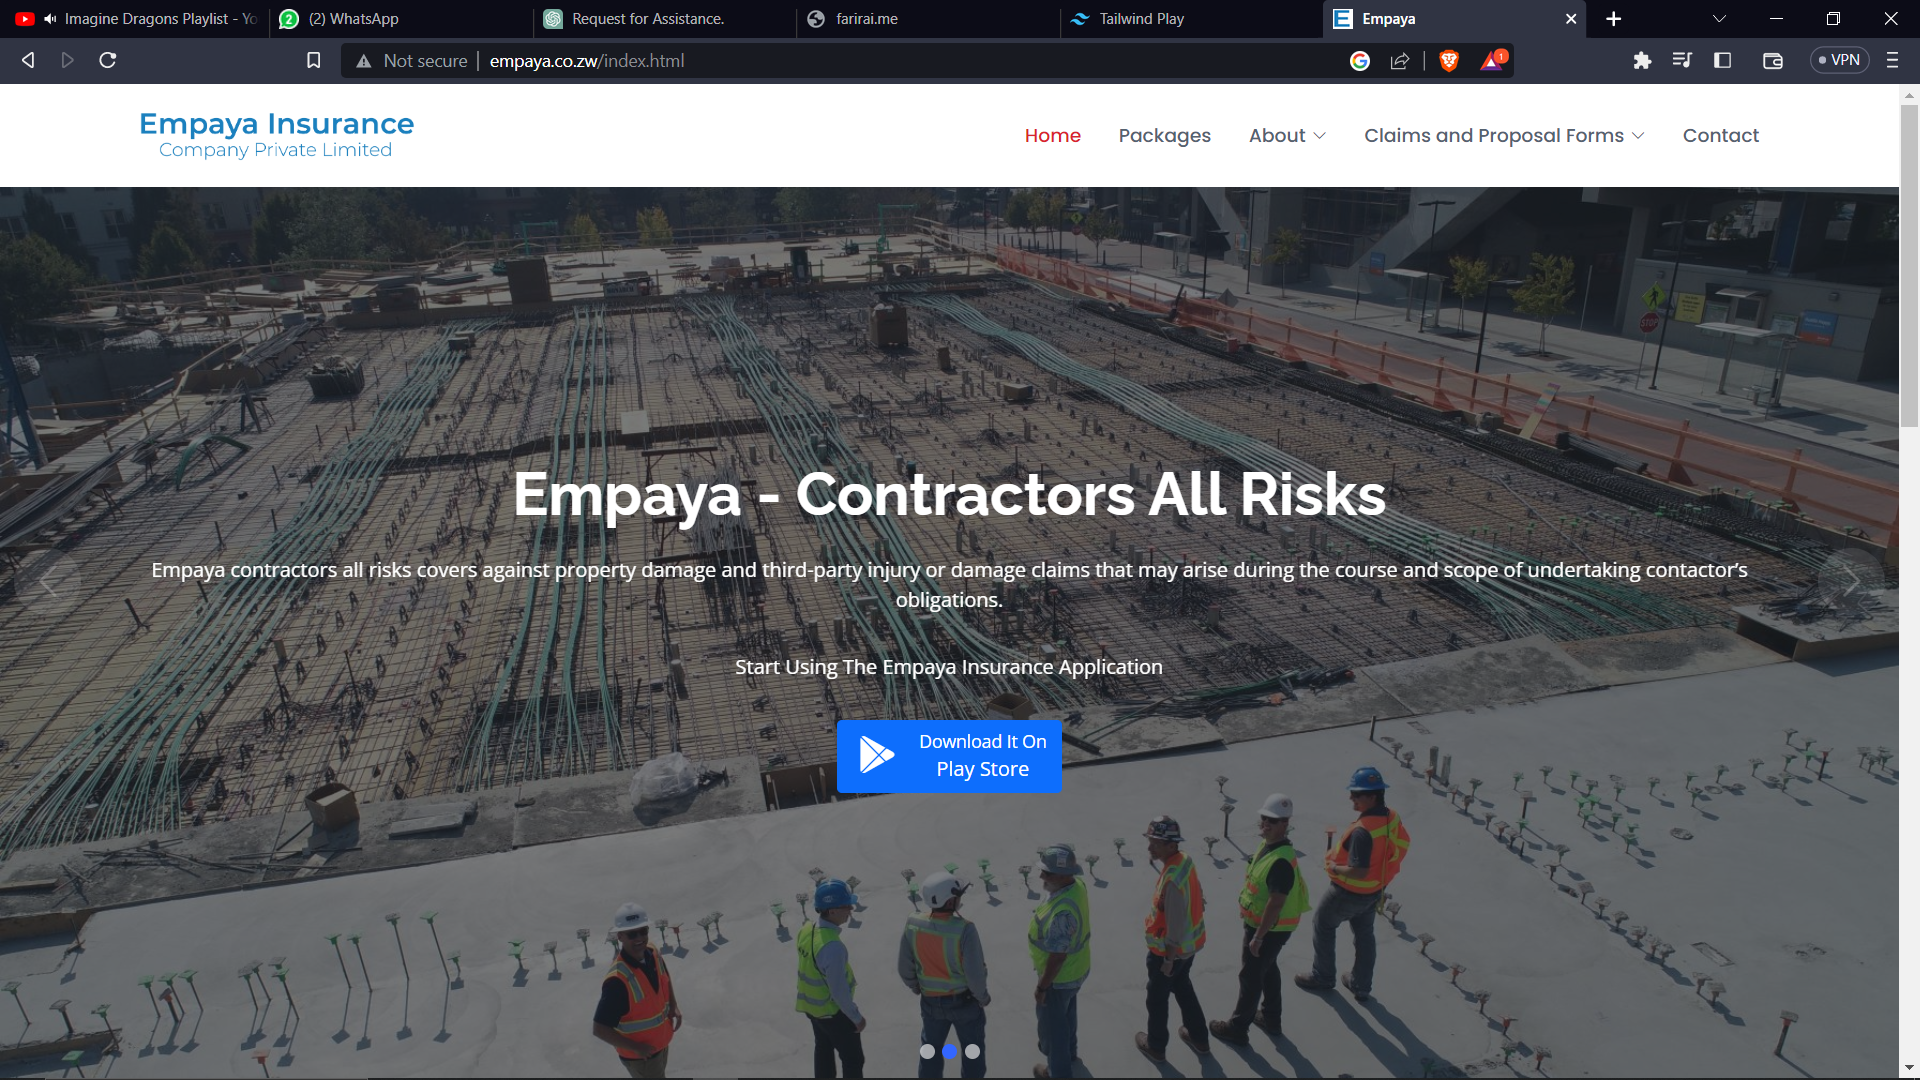 Imagine Dragons Playlist - Yo
(2) WhatsApp
Request for Assistance.
farirai.me
Tailwind Play
Empaya
Not secure
empaya.co.zw/index.html
1
VPN
Empaya Insurance
Company Private Limited
Home
Packages
About
Claims and Proposal Forms
Contact
STOP
Empaya - Contractors All Risks
Empaya contractors all risks covers against property damage and third-party injury or damage claims that may arise during the course and scope of undertaking contactor’s
obligations.
Start Using The Empaya Insurance Application
Download It On
Play Store